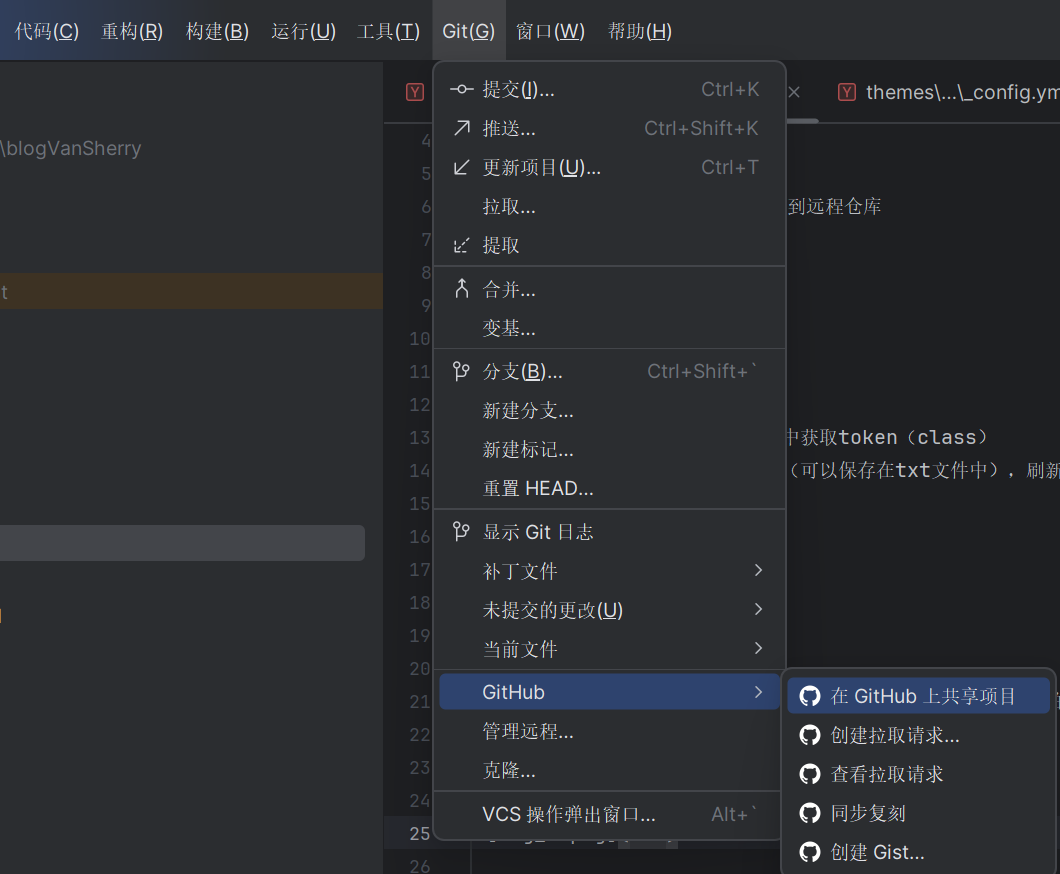 代码(C) 重构(R) 构建(B) 运行(U) 工具(T) Git(G) 窗口(W) 帮助(H)
themes\...\_config.ym
\blogVanSherry
t
提交(I)... Ctrl+K
推送... Ctrl+Shift+K
更新项目(U)... Ctrl+T
拉取...
提取
合并...
变基...
分支(B)... Ctrl+Shift+`
新建分支...
新建标记...
重置 HEAD...
显示 Git 日志
补丁文件
未提交的更改(U)
当前文件
GitHub
管理远程...
克隆...
VCS 操作弹出窗口... Alt+`
在 GitHub 上共享项目
创建拉取请求...
查看拉取请求
同步复刻
创建 Gist...
4
5
6 到远程仓库
7
8
9
10
11
12
13 中获取token（class）
14 （可以保存在txt文件中），刷新
15
16
17
18
19
20
21
22
23
24
25
26